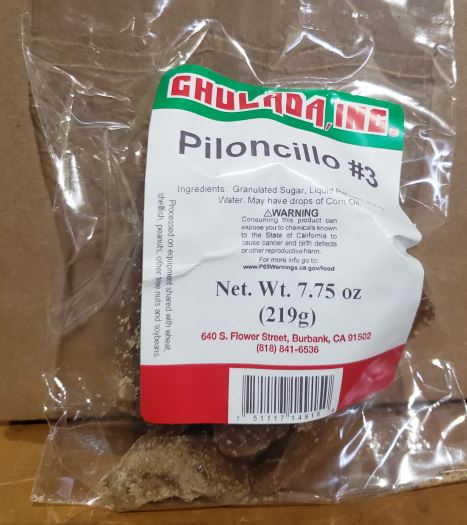 CHULADA, INC®
Piloncillo #3
Ingredients: Granulated Sugar, Liquid
Water. May have drops of Corn Oil.
⚠WARNING
Consuming this product can
expose you to chemicals known
to the State of California to
cause cancer and birth defects
or other reproductive harm.
For more info go to:
www.P65Warnings.ca.gov/food
Net. Wt. 7.75 oz
(219g)
640 S. Flower Street, Burbank, CA 91502
(818) 841-6536
7 51117 14915
Processed on equipment shared with wheat,
shellfish, peanuts, other tree nuts and soybeans.